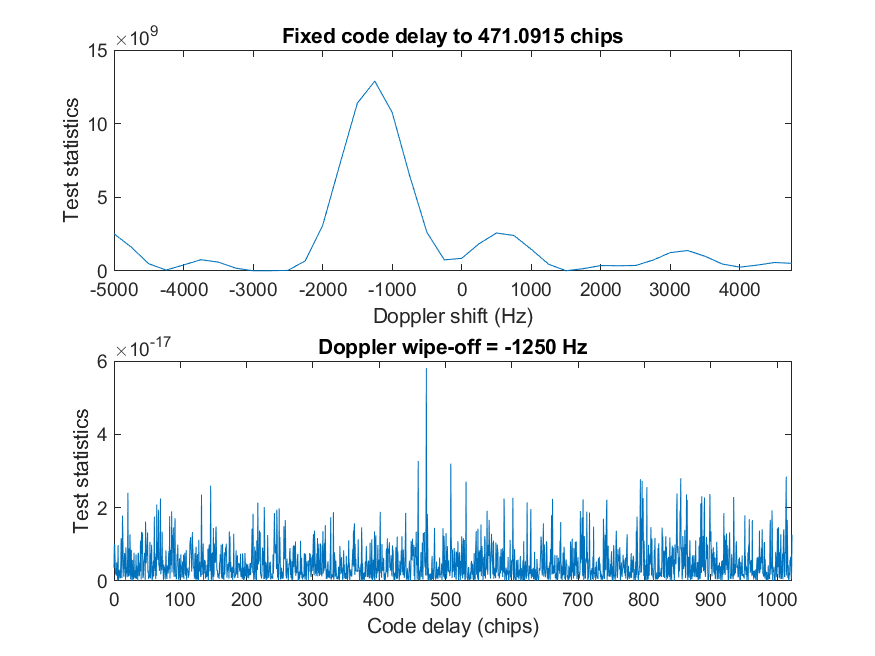 Fixed code delay to 471.0915 chips
×10⁹
15
10
5
0
Test statistics
-5000 -4000 -3000 -2000 -1000 0 1000 2000 3000 4000
Doppler shift (Hz)
Doppler wipe-off = -1250 Hz
×10⁻¹⁷
6
4
2
0
Test statistics
0 100 200 300 400 500 600 700 800 900 1000
Code delay (chips)